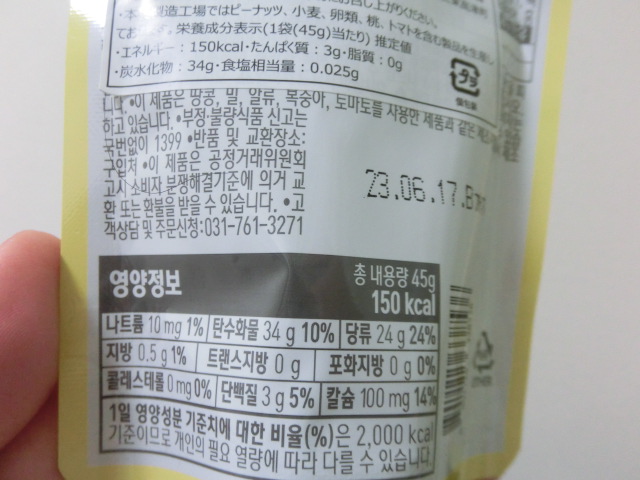 ・本製造工場ではピーナッツ、小麦、卵類、桃、トマトを含む製品を生産し
ております。栄養成分表示(1袋(45g)当たり) 推定値
・エネルギー：150kcal・たんぱく質：3g・脂質：0g
・炭水化物：34g・食塩相当量：0.025g
個包装
니다. •이 제품은 땅콩, 밀, 알류, 복숭아, 토마토를 사용한 제품과 같은
하고 있습니다. •부정·불량식품 신고는
국번없이 1399 •반품 및 교환장소:
구입처 •이 제품은 공정거래위원회
고시 소비자 분쟁해결기준에 의거 교
환 또는 환불을 받을 수 있습니다. •고
객상담 및 주문신청:031-761-3271
23.06.17.B
영양정보
총 내용량 45g
150 kcal
나트륨 10 mg 1% 탄수화물 34 g 10% 당류 24 g 24%
지방 0.5 g 1% 트랜스지방 0 g 포화지방 0 g 0%
콜레스테롤 0 mg 0% 단백질 3 g 5% 칼슘 100 mg 14%
1일 영양성분 기준치에 대한 비율(%)은 2,000 kcal
기준이므로 개인의 필요 열량에 따라 다를 수 있습니다.